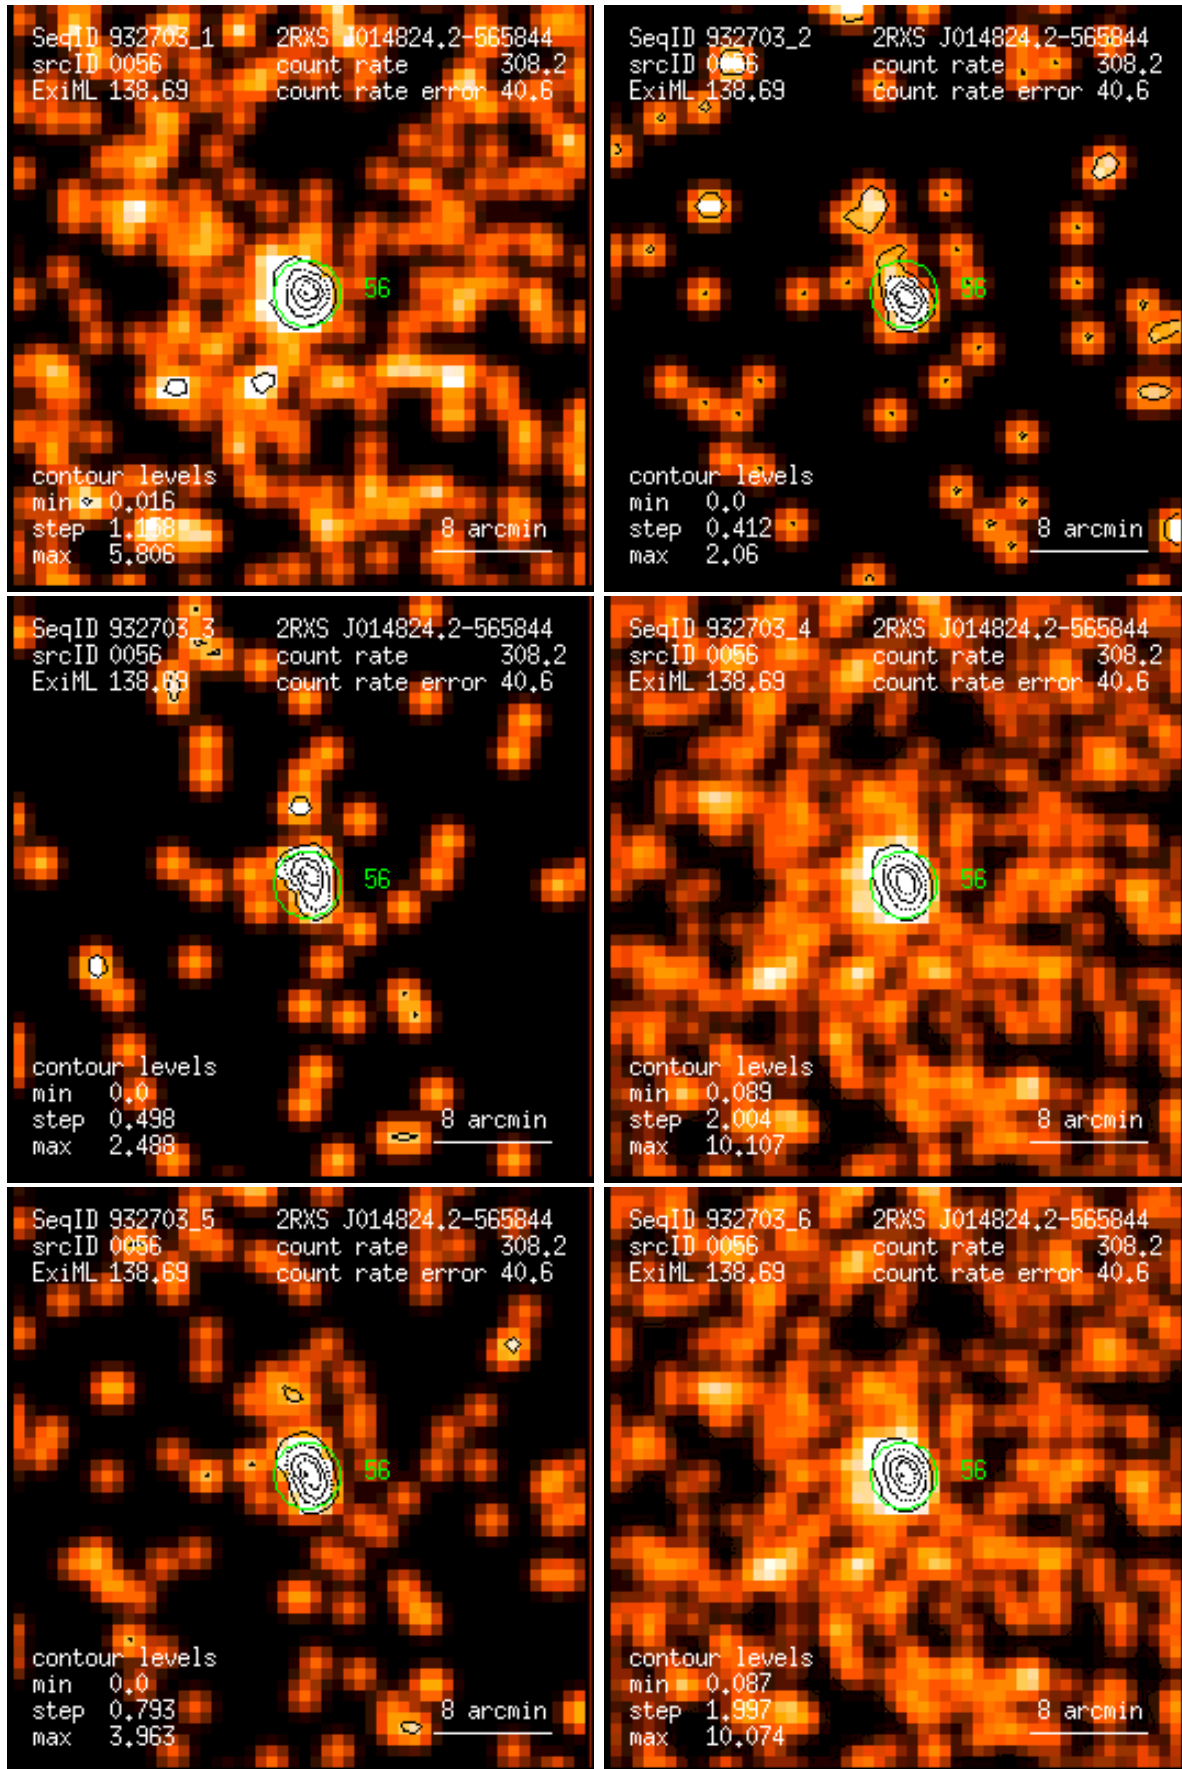 SeqID 932703_1 2RXS J014824.2-565844
srcID 0056 count rate 308.2
ExiML 138.69 count rate error 40.6
56
contour levels
min 0.016
step 1.158 8 arcmin
max 5.806
SeqID 932703_2 2RXS J014824.2-565844
srcID 0056 count rate 308.2
ExiML 138.69 count rate error 40.6
56
contour levels
min 0.0
step 0.412 8 arcmin
max 2.06
SeqID 932703_3 2RXS J014824.2-565844
srcID 0056 count rate 308.2
ExiML 138.69 count rate error 40.6
56
contour levels
min 0.0
step 0.498 8 arcmin
max 2.488
SeqID 932703_4 2RXS J014824.2-565844
srcID 0056 count rate 308.2
ExiML 138.69 count rate error 40.6
56
contour levels
min 0.089
step 2.004 8 arcmin
max 10.107
SeqID 932703_5 2RXS J014824.2-565844
srcID 0056 count rate 308.2
ExiML 138.69 count rate error 40.6
56
contour levels
min 0.0
step 0.793 8 arcmin
max 3.963
SeqID 932703_6 2RXS J014824.2-565844
srcID 0056 count rate 308.2
ExiML 138.69 count rate error 40.6
56
contour levels
min 0.087
step 1.997 8 arcmin
max 10.074